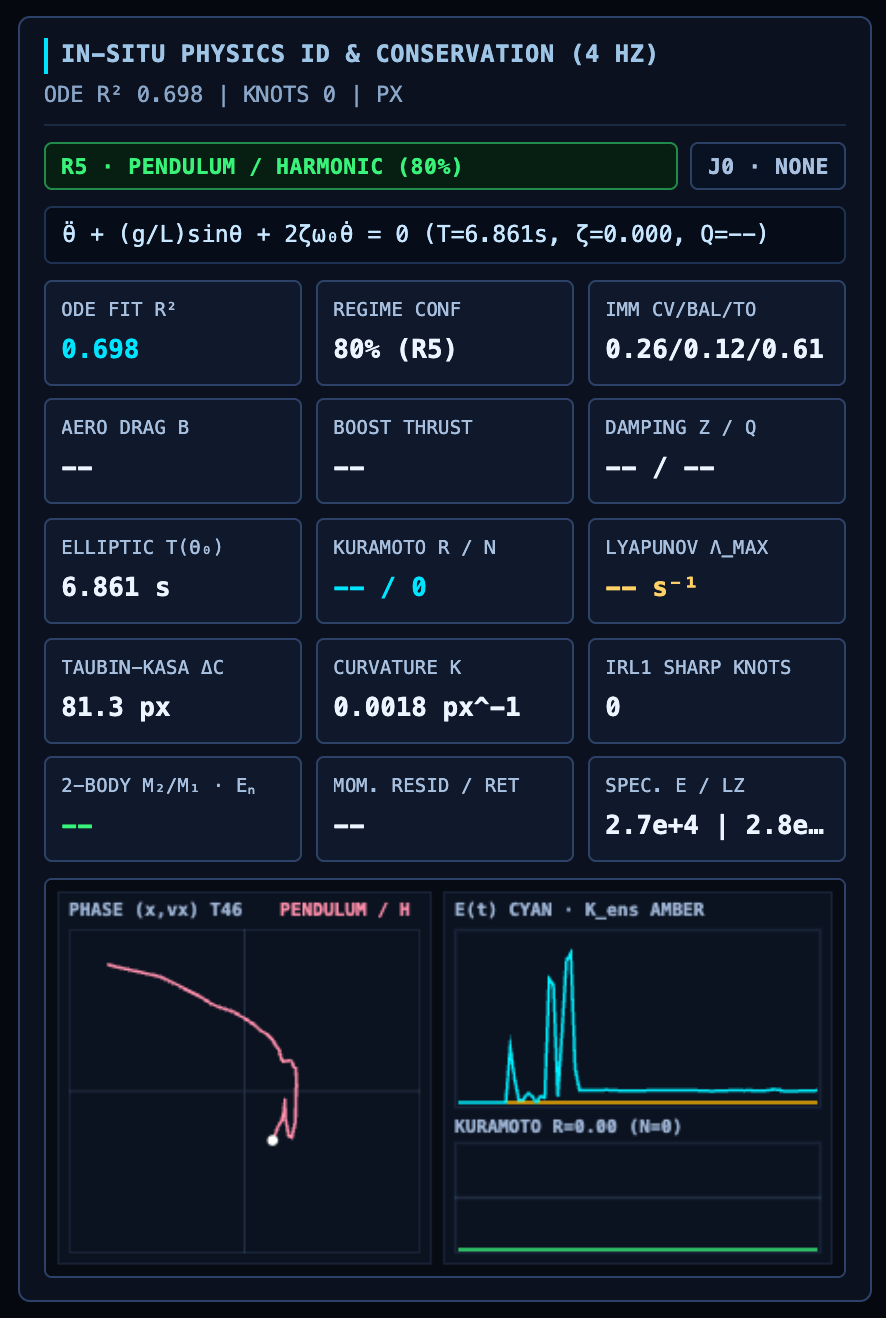 IN-SITU PHYSICS ID & CONSERVATION (4 HZ)
ODE R² 0.698 | KNOTS 0 | PX
R5 · PENDULUM / HARMONIC (80%)
J0 · NONE
θ̈ + (g/L)sinθ + 2ζω₀θ̇ = 0 (T=6.861s, ζ=0.000, Q=––)
ODE FIT R²
0.698
REGIME CONF
80% (R5)
IMM CV/BAL/TO
0.26/0.12/0.61
AERO DRAG B
––
BOOST THRUST
––
DAMPING Z / Q
–– / ––
ELLIPTIC T(θ₀)
6.861 s
KURAMOTO R / N
–– / 0
LYAPUNOV Λ_MAX
–– s⁻¹
TAUBIN-KASA ΔC
81.3 px
CURVATURE K
0.0018 px^-1
IRL1 SHARP KNOTS
0
2-BODY M₂/M₁ · Eₙ
––
MOM. RESID / RET
––
SPEC. E / LZ
2.7e+4 | 2.8e…
PHASE (x,vx) T46
PENDULUM / H
E(t) CYAN · K_ens AMBER
KURAMOTO R=0.00 (N=0)